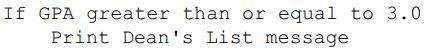 If GPA greater than or equal to 3.0
    Print Dean's List message